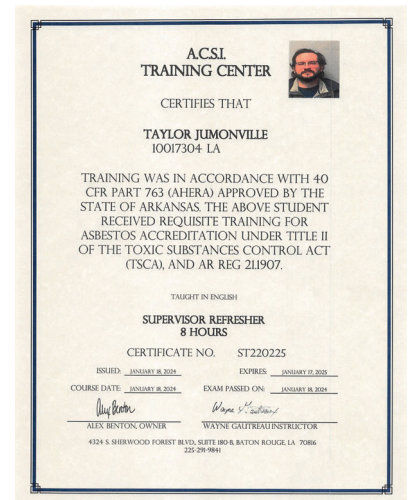 A.C.S.I.
TRAINING CENTER
CERTIFIES THAT
TAYLOR JUMONVILLE
10017304 LA
TRAINING WAS IN ACCORDANCE WITH 40
CFR PART 763 (AHERA) APPROVED BY THE
STATE OF ARKANSAS. THE ABOVE STUDENT
RECEIVED REQUISITE TRAINING FOR
ASBESTOS ACCREDITATION UNDER TITLE II
OF THE TOXIC SUBSTANCES CONTROL ACT
(TSCA), AND AR REG 21.1907.
TAUGHT IN ENGLISH
SUPERVISOR REFRESHER
8 HOURS
CERTIFICATE NO. ST220225
ISSUED: JANUARY 18, 2024 EXPIRES: JANUARY 17, 2025
COURSE DATE: JANUARY 18, 2024 EXAM PASSED ON: JANUARY 18, 2024
Alex Benton Wayne Gautreau
ALEX BENTON, OWNER WAYNE GAUTREAU INSTRUCTOR
4324 S. SHERWOOD FOREST BLVD., SUITE 180-B, BATON ROUGE, LA 70816
225-291-9841